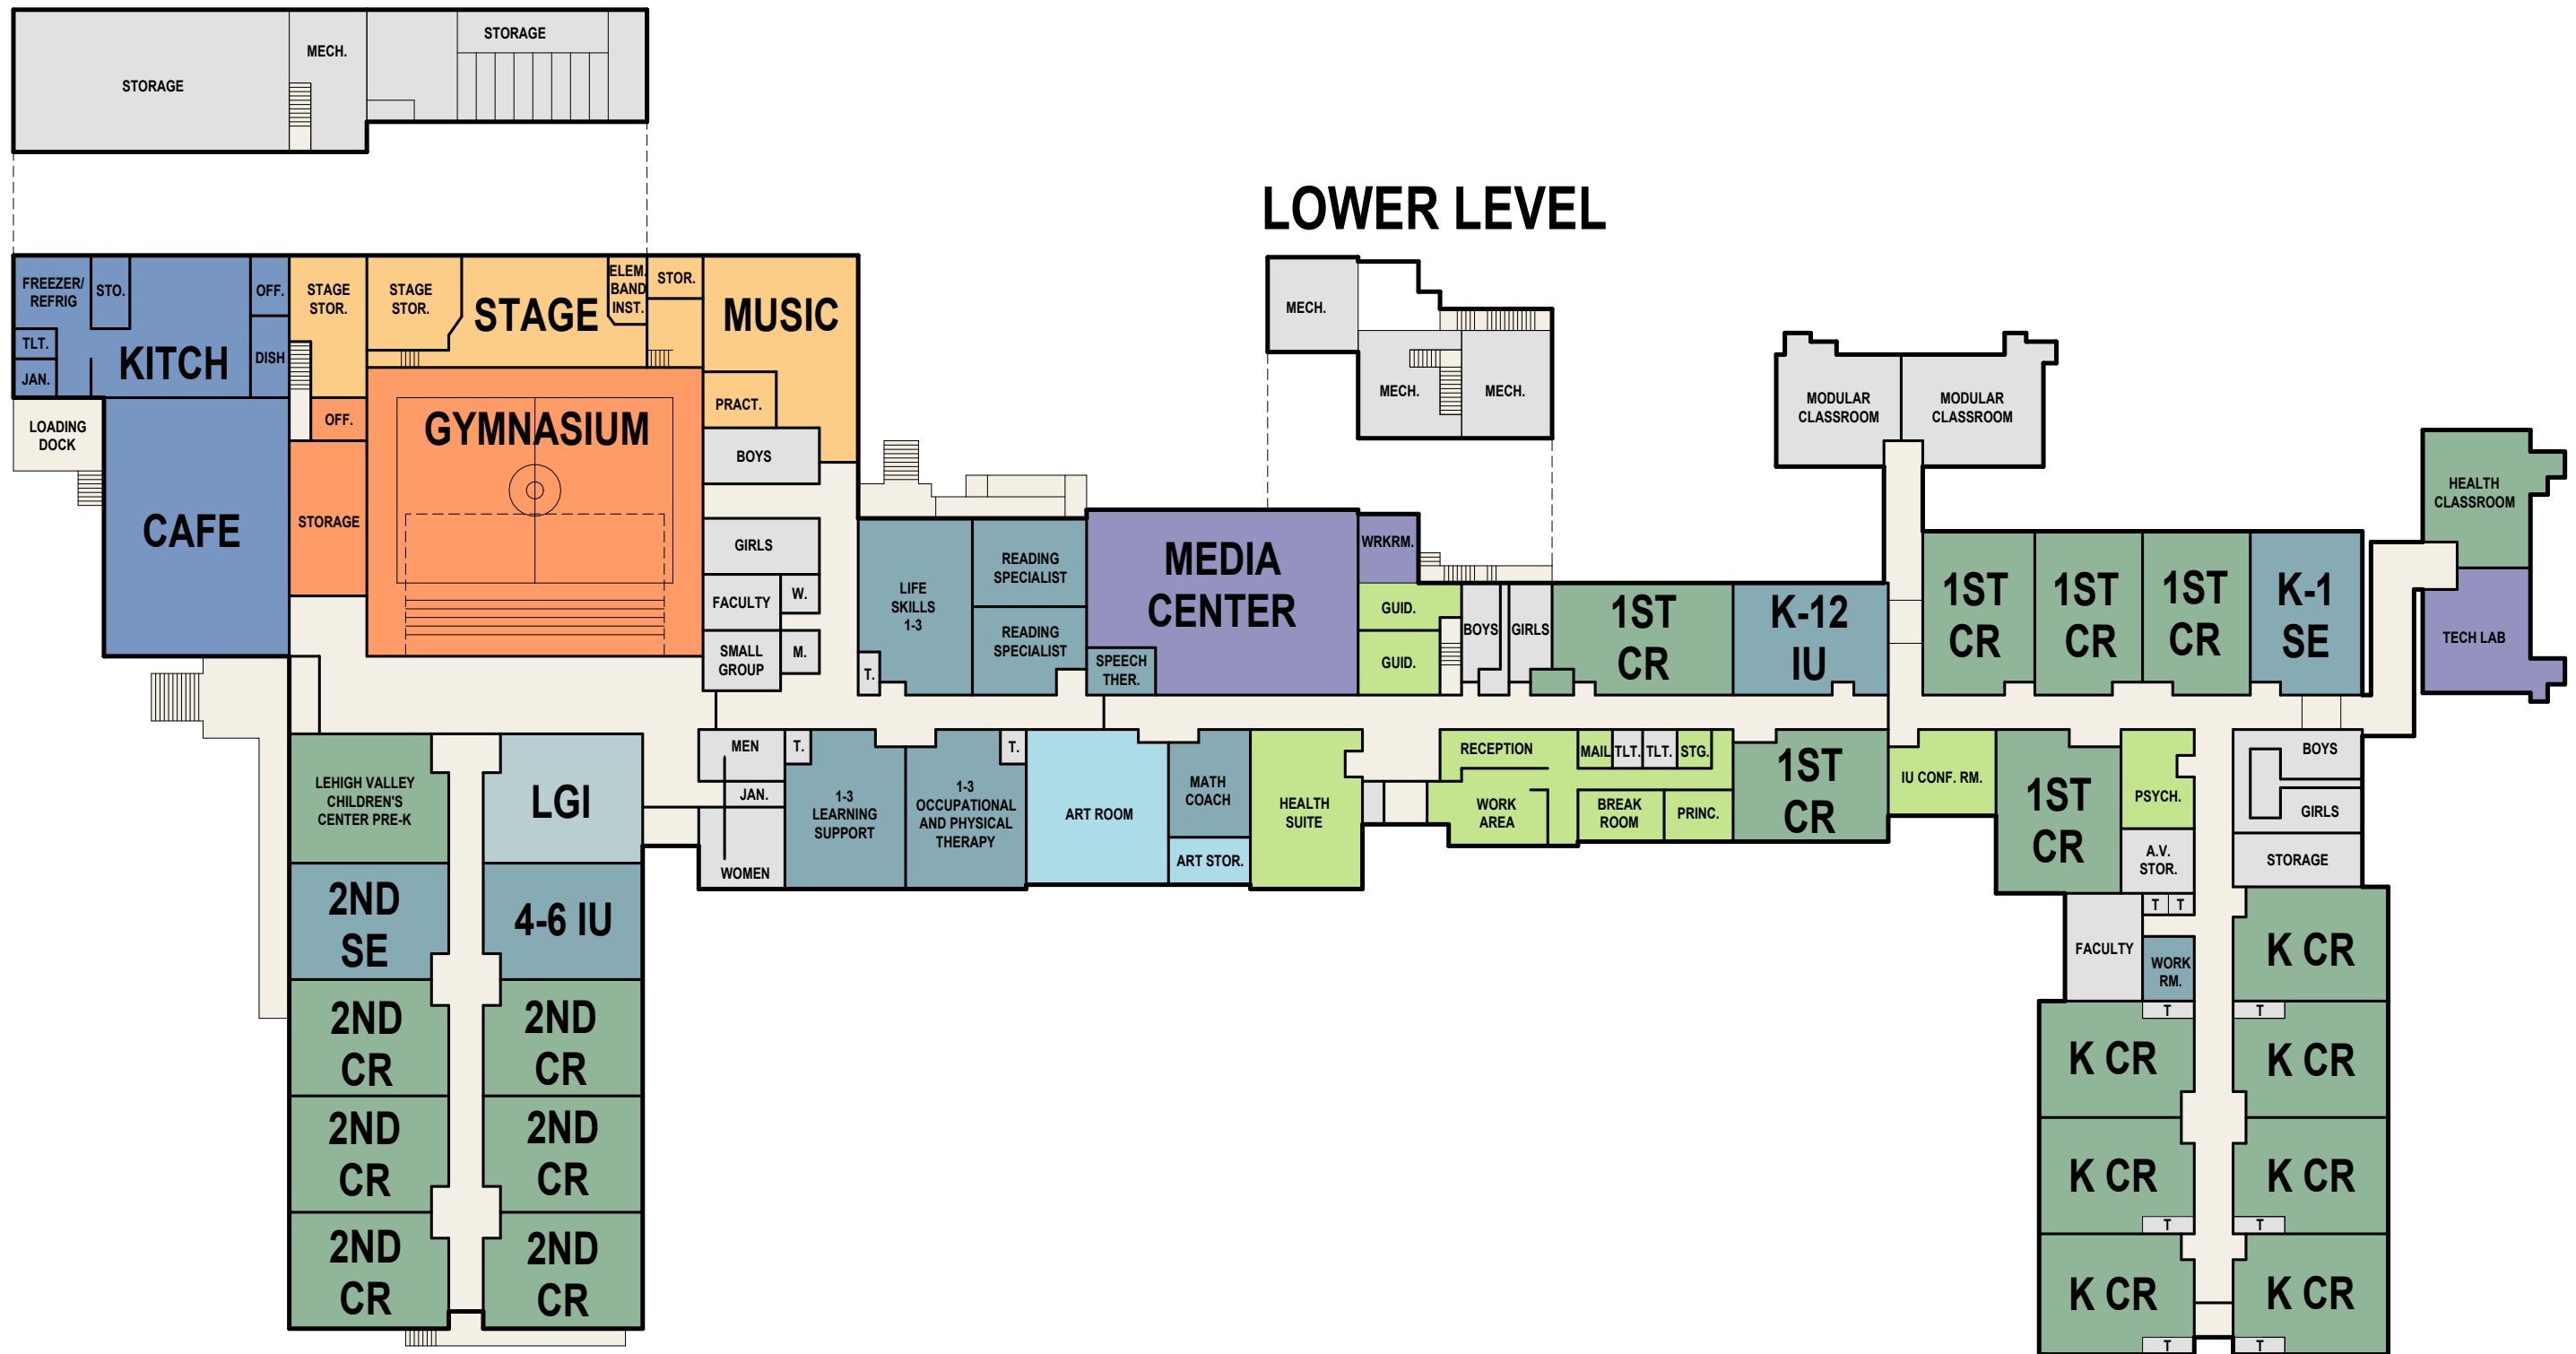 STORAGE
MECH.
STORAGE
LOWER LEVEL
FREEZER/
REFRIG
STO.
OFF.
TLT.
JAN.
KITCH
DISH
LOADING
DOCK
CAFE
STAGE
STOR.
STAGE
STOR.
STAGE
ELEM.
BAND
INST.
STOR.
MUSIC
PRACT.
OFF.
STORAGE
GYMNASIUM
BOYS
GIRLS
FACULTY
W.
SMALL
GROUP
M.
MECH.
MECH.
MECH.
MODULAR
CLASSROOM
MODULAR
CLASSROOM
HEALTH
CLASSROOM
TECH LAB
LIFE
SKILLS
1-3
T.
READING
SPECIALIST
READING
SPECIALIST
MEDIA
CENTER
SPEECH
THER.
WRKRM.
GUID.
GUID.
BOYS
GIRLS
1ST
CR
K-12
IU
1ST
CR
1ST
CR
1ST
CR
K-1
SE
LEHIGH VALLEY
CHILDREN'S
CENTER PRE-K
LGI
MEN
JAN.
WOMEN
T.
1-3
LEARNING
SUPPORT
T.
1-3
OCCUPATIONAL
AND PHYSICAL
THERAPY
ART ROOM
MATH
COACH
ART STOR.
HEALTH
SUITE
RECEPTION
WORK
AREA
MAIL
TLT.
TLT.
STG.
BREAK
ROOM
PRINC.
1ST
CR
IU CONF. RM.
1ST
CR
PSYCH.
A.V.
STOR.
BOYS
GIRLS
STORAGE
T
T
FACULTY
WORK
RM.
2ND
SE
4-6 IU
2ND
CR
2ND
CR
2ND
CR
2ND
CR
2ND
CR
2ND
CR
K CR
T
T
K CR
K CR
K CR
K CR
T
T
K CR
K CR
T
T